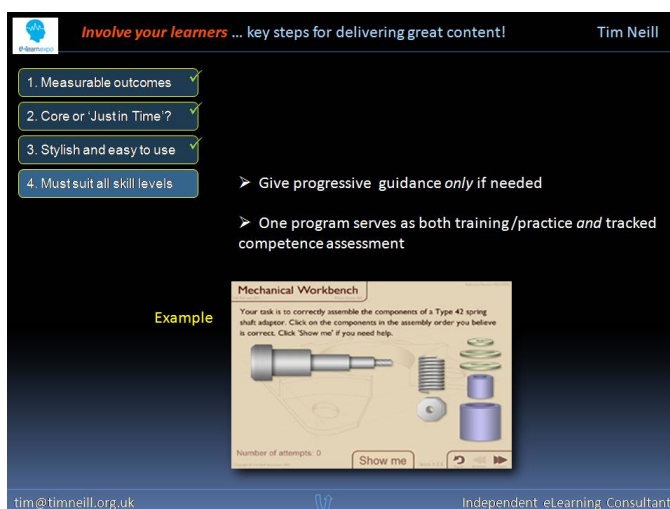 e-learnexpo
Involve your learners ... key steps for delivering great content!
Tim Neill
1. Measurable outcomes
2. Core or 'Just in Time'?
3. Stylish and easy to use
4. Must suit all skill levels
➢ Give progressive guidance only if needed
➢ One program serves as both training/practice and tracked
competence assessment
Example
Mechanical Workbench
Your task is to correctly assemble the components of a Type 42 spring
shaft adaptor. Click on the components in the assembly order you believe
is correct. Click 'Show me' if you need help.
Number of attempts: 0
Show me
tim@timneill.org.uk
Independent eLearning Consultant